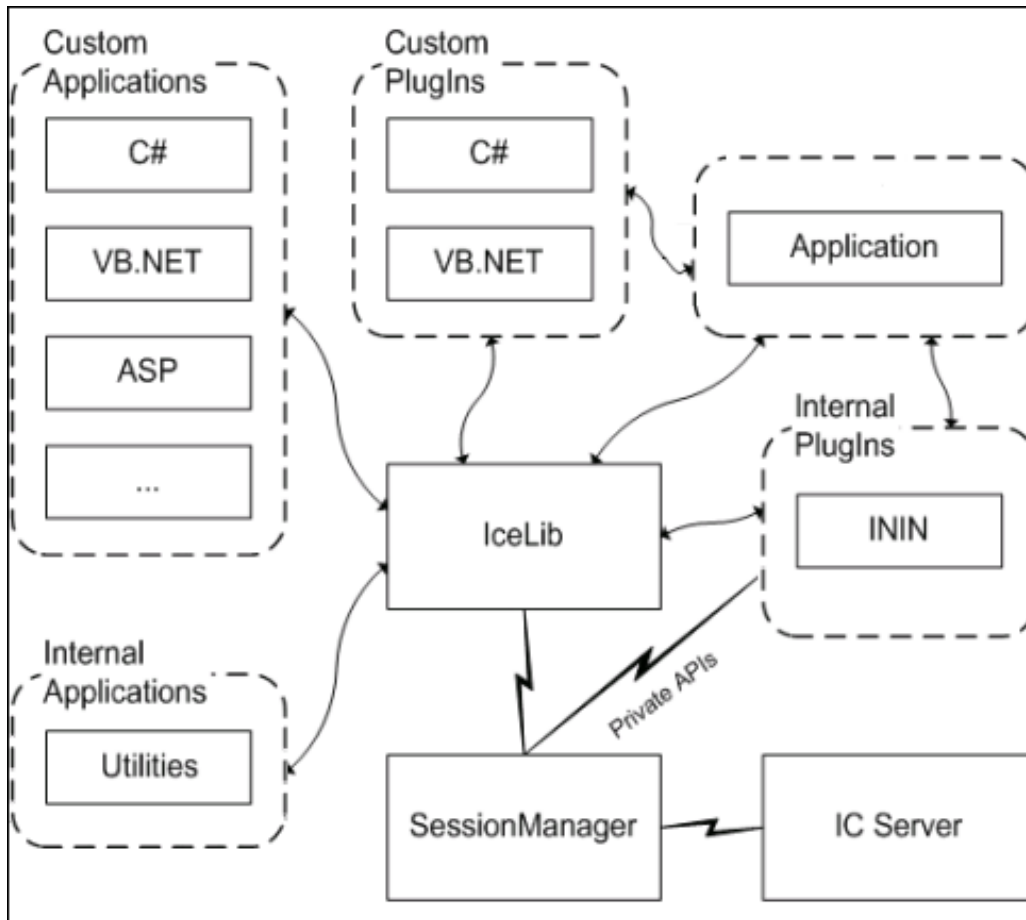 Custom
Applications
C#
VB.NET
ASP
...
Custom
PlugIns
C#
VB.NET
Application
Internal
PlugIns
ININ
IceLib
Internal
Applications
Utilities
Private APIs
SessionManager
IC Server